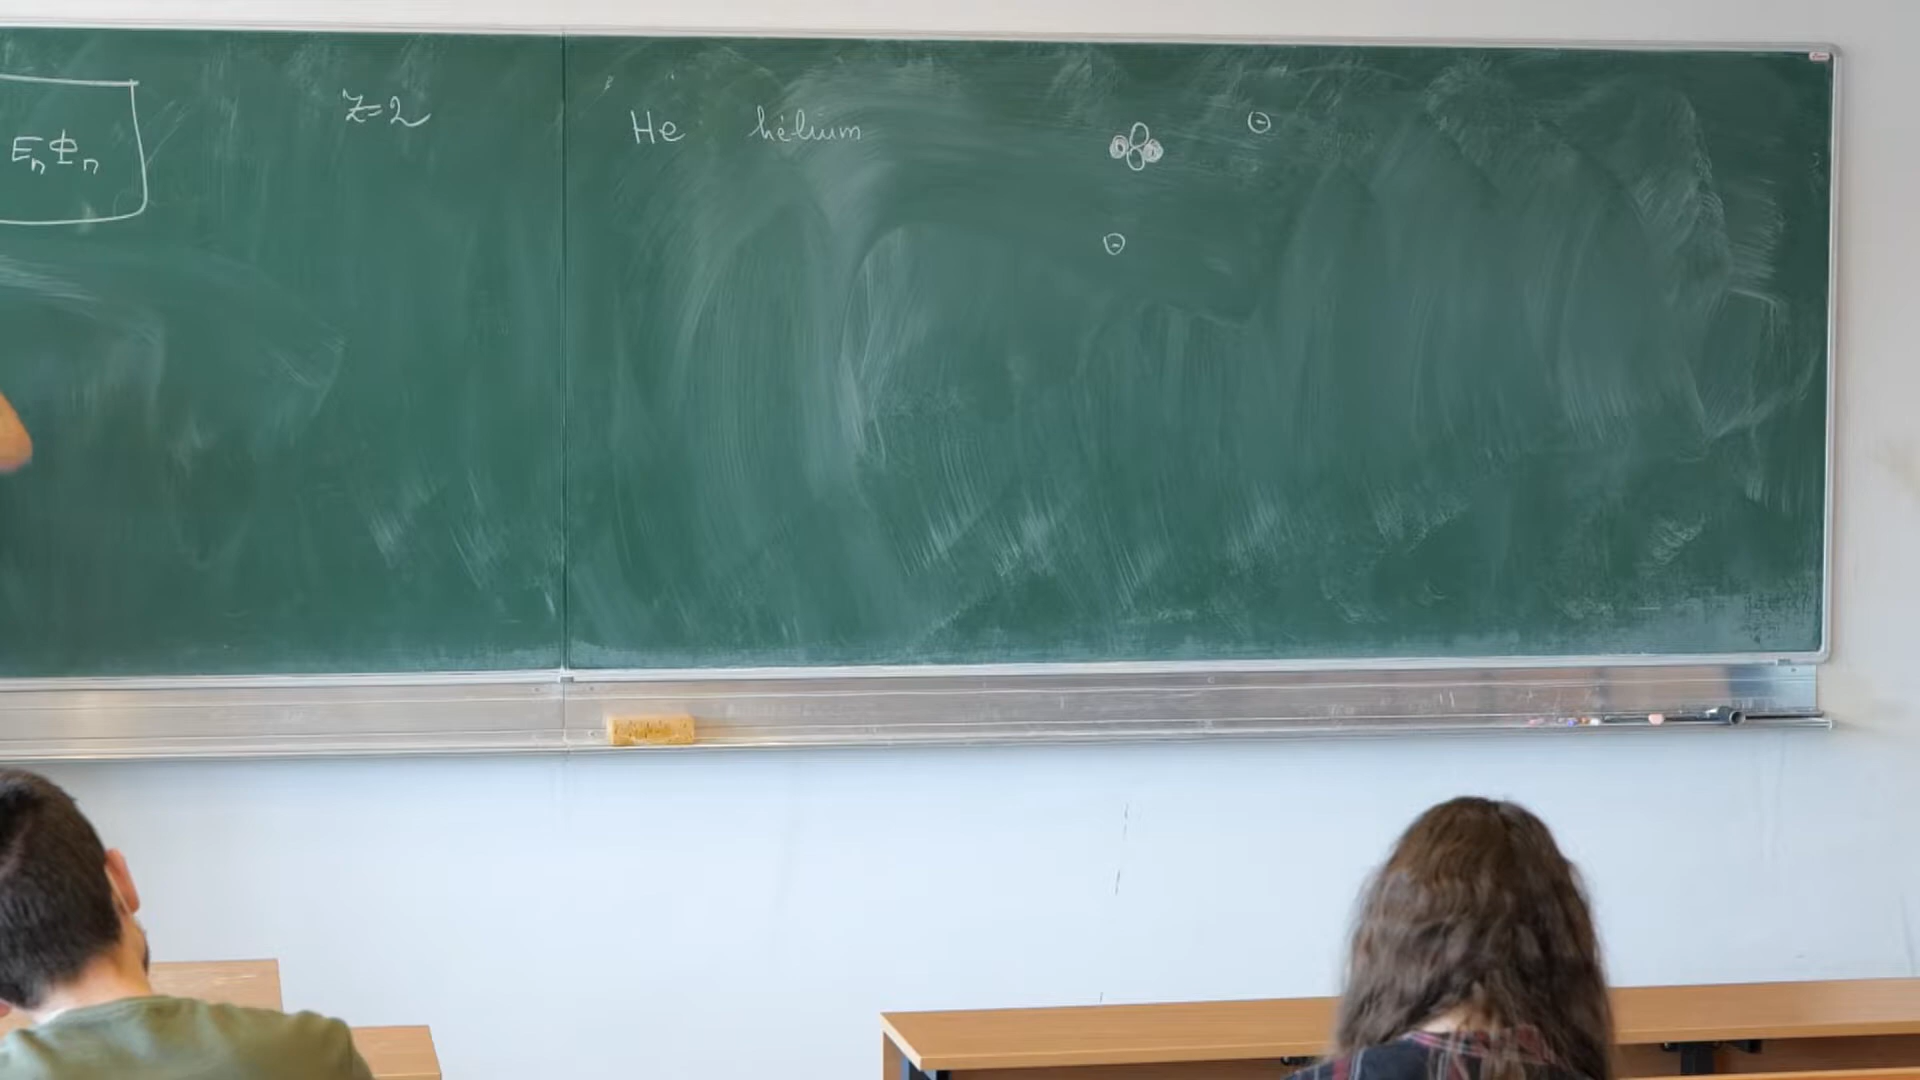 Z=2
He hélium
EₙΦₙ